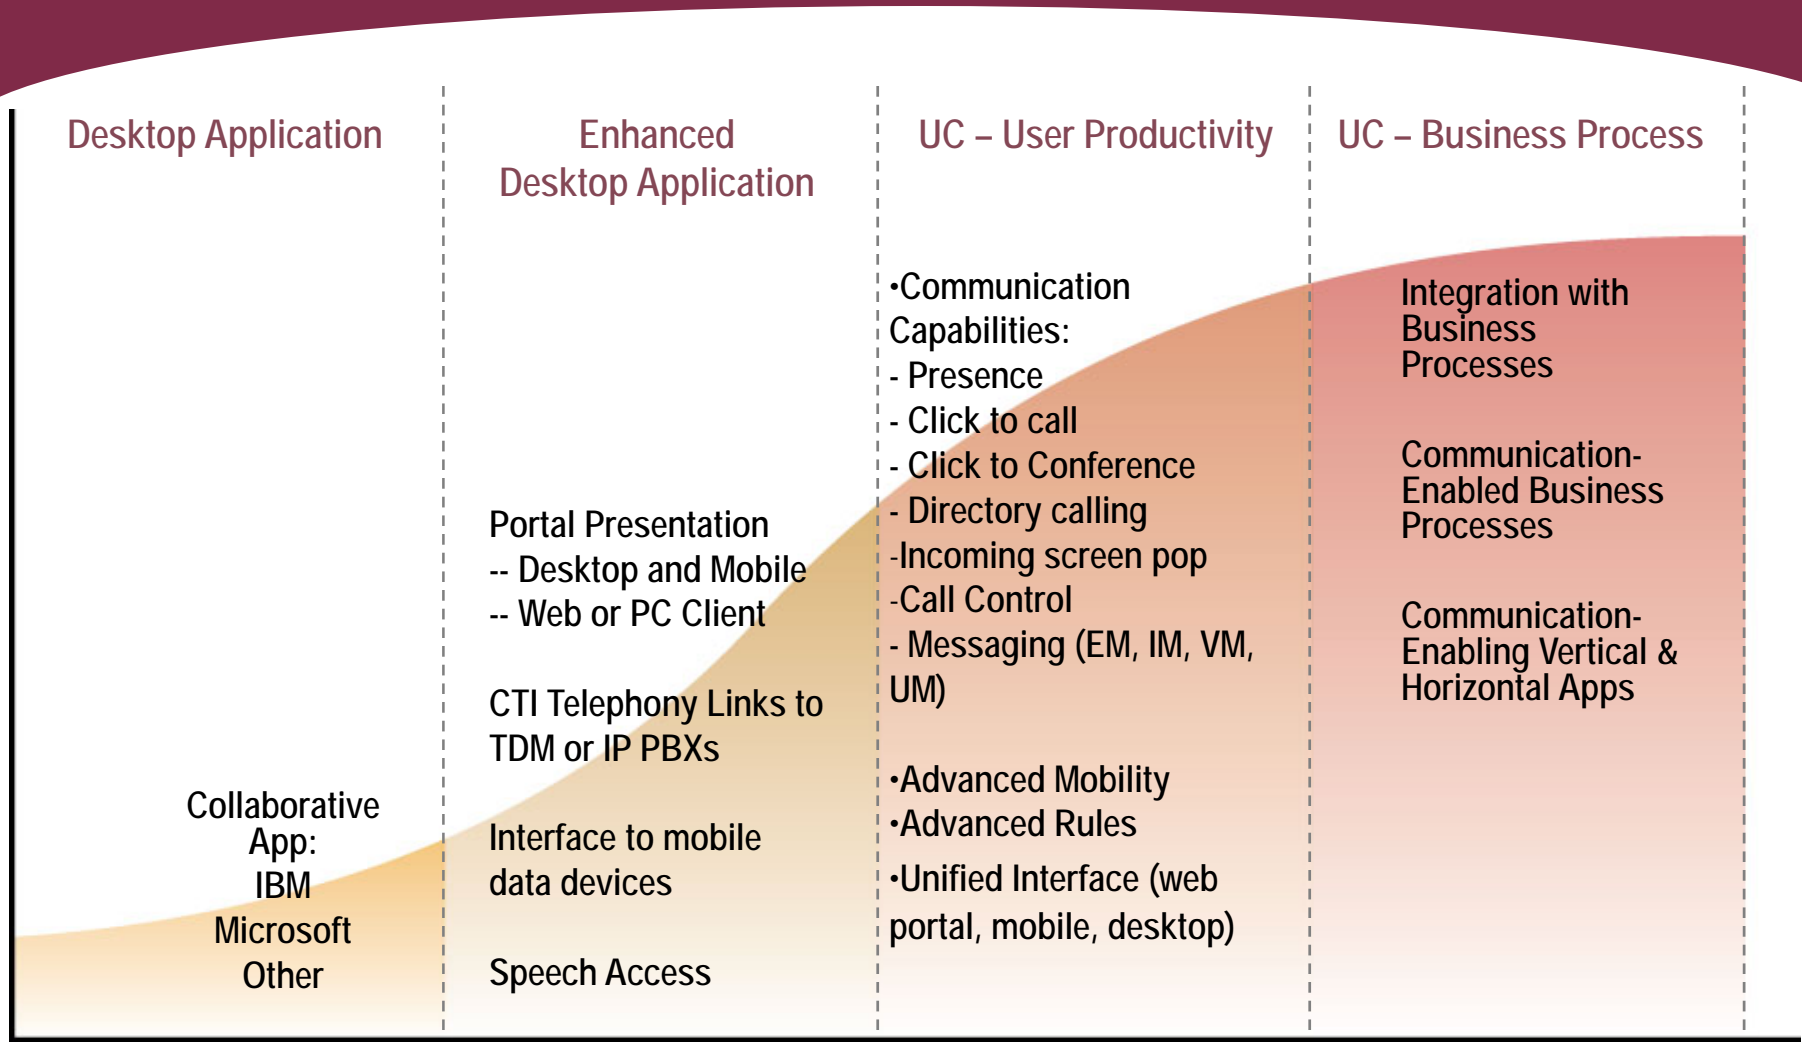 Desktop Application
Enhanced
Desktop Application
UC – User Productivity
UC – Business Process
Collaborative
App:
IBM
Microsoft
Other
Portal Presentation
-- Desktop and Mobile
-- Web or PC Client
CTI Telephony Links to
TDM or IP PBXs
Interface to mobile
data devices
Speech Access
•Communication
Capabilities:
- Presence
- Click to call
- Click to Conference
- Directory calling
-Incoming screen pop
-Call Control
- Messaging (EM, IM, VM,
UM)
•Advanced Mobility
•Advanced Rules
•Unified Interface (web
portal, mobile, desktop)
Integration with
Business
Processes
Communication-
Enabled Business
Processes
Communication-
Enabling Vertical &
Horizontal Apps